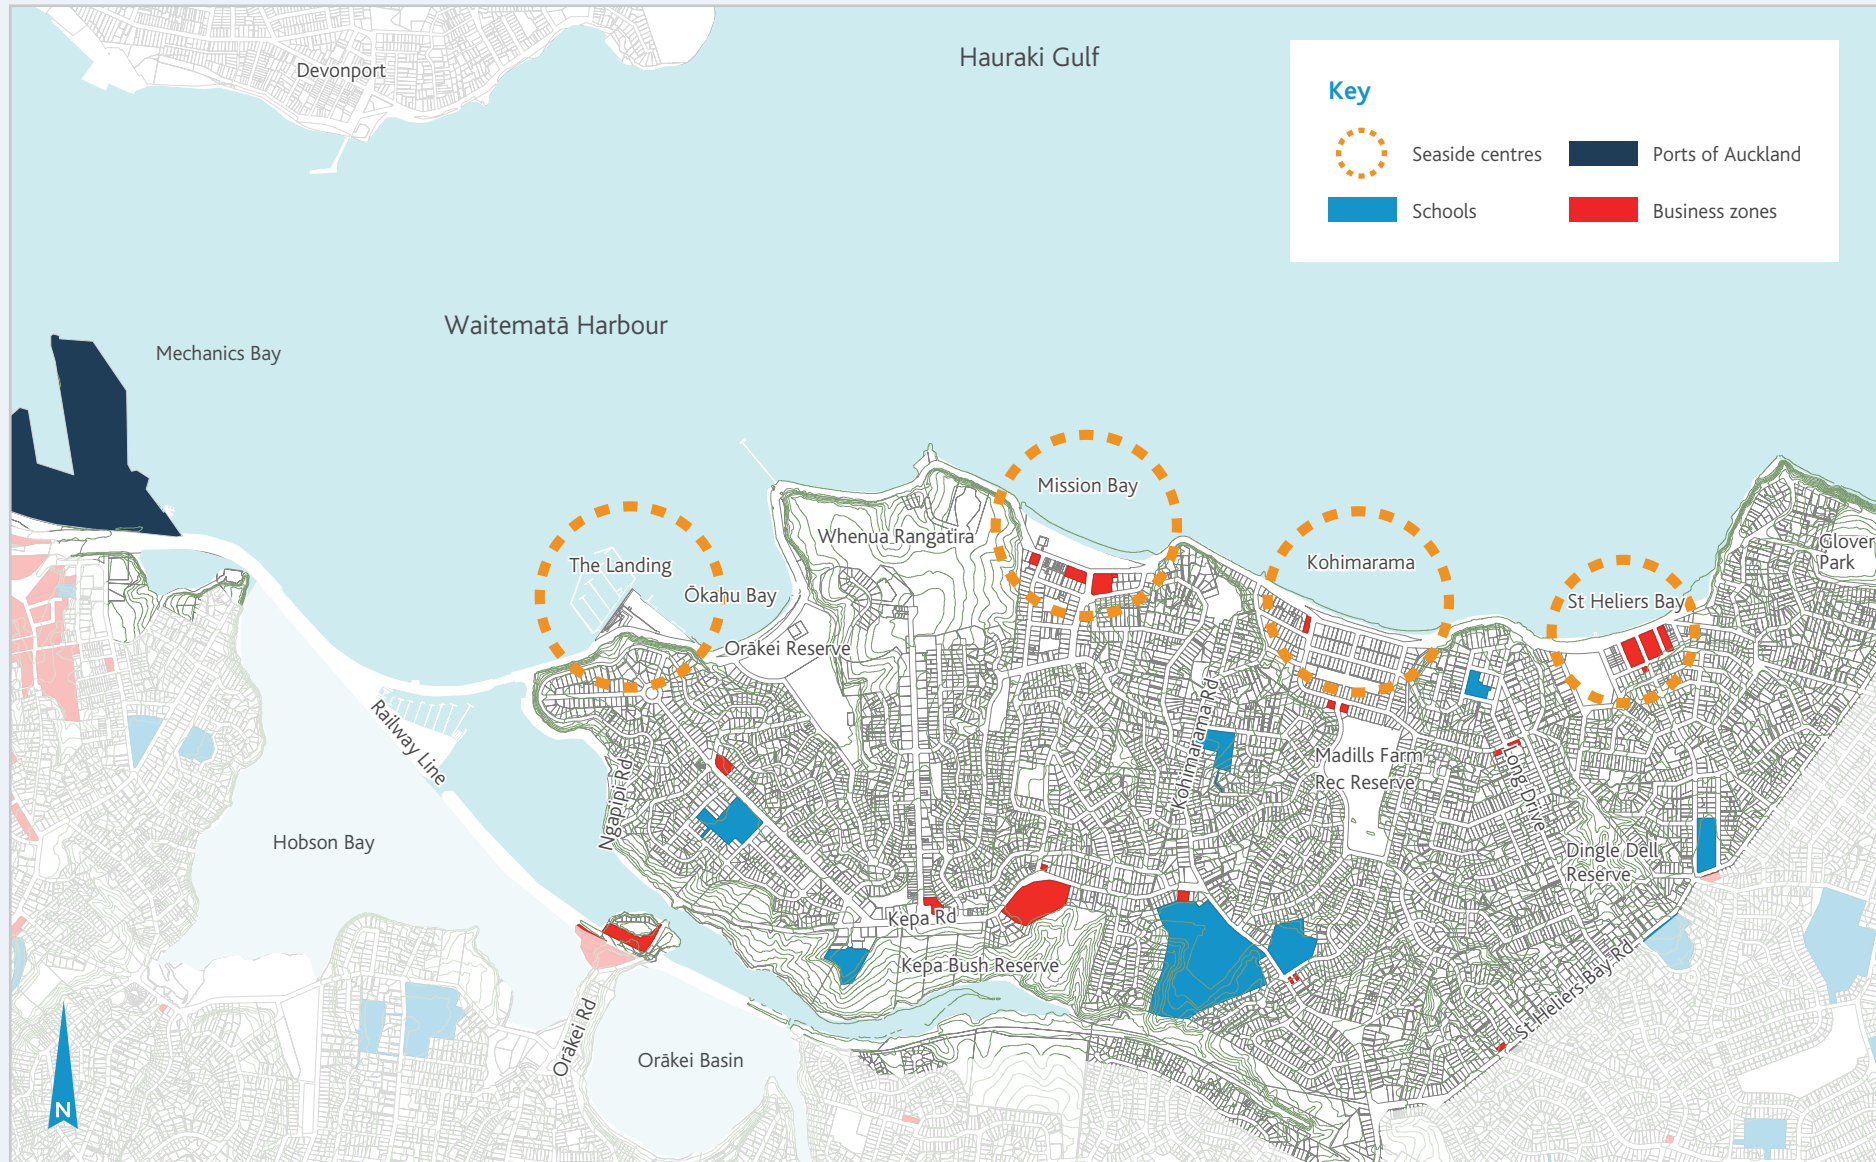 Devonport
Hauraki Gulf
Key
Seaside centres
Ports of Auckland
Schools
Business zones
Waitematā Harbour
Mechanics Bay
Mission Bay
Whenua Rangatira
Glover
Park
The Landing
Kohimarama
Ōkahu Bay
St Heliers Bay
Orākei Reserve
Railway Line
Kohimarama Rd
Madills Farm
Rec Reserve
Long Drive
Ngapipi Rd
Hobson Bay
Dingle Dell
Reserve
Kepa Rd
Kepa Bush Reserve
St Heliers Bay Rd
Orākei Rd
Orākei Basin
N